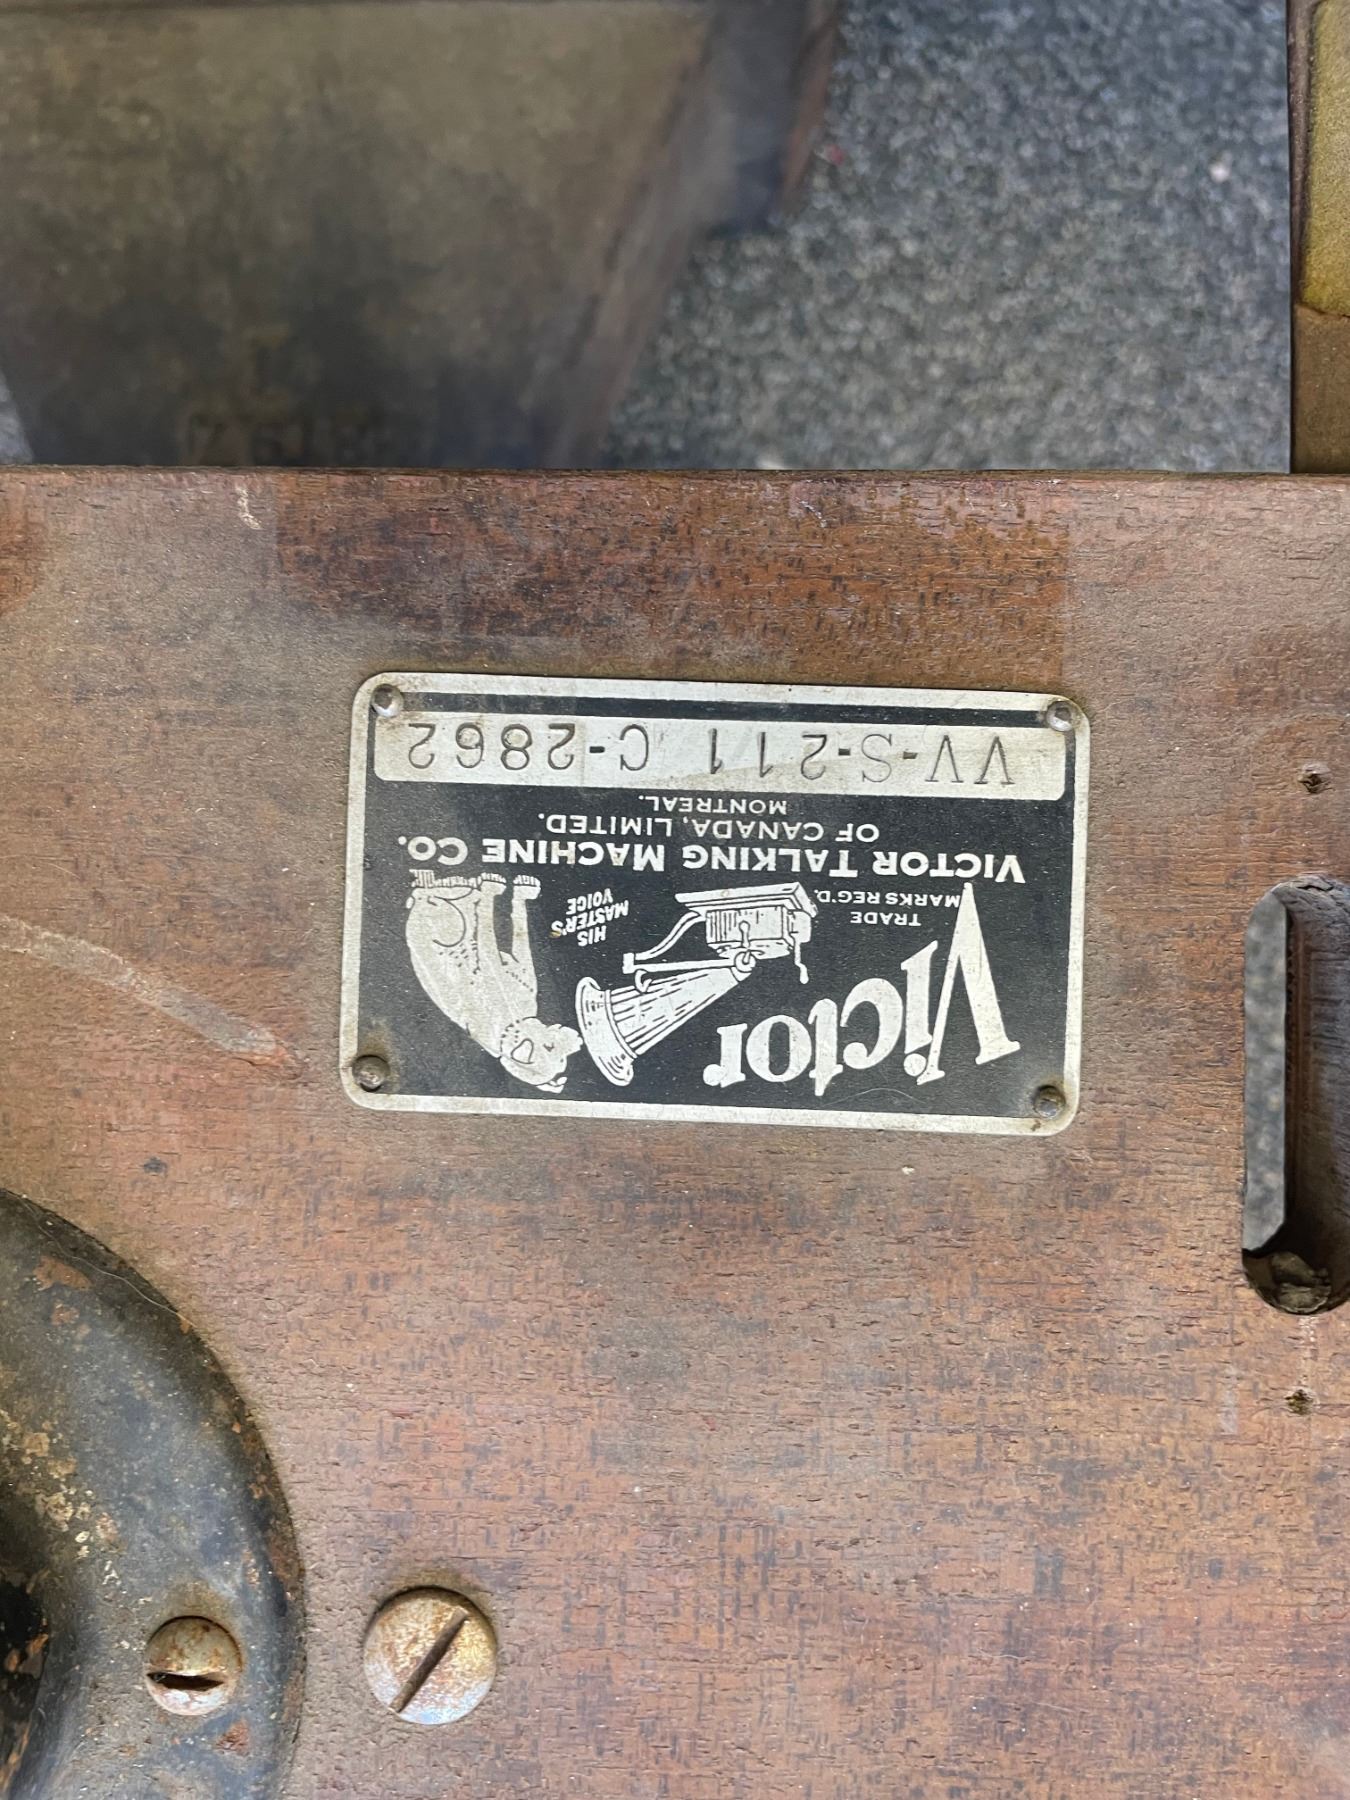 Victor
HIS
MASTER'S
VOICE
TRADE
MARKS REG'D.
VICTOR TALKING MACHINE CO.
OF CANADA, LIMITED.
MONTREAL.
VV-S-211 C-2862